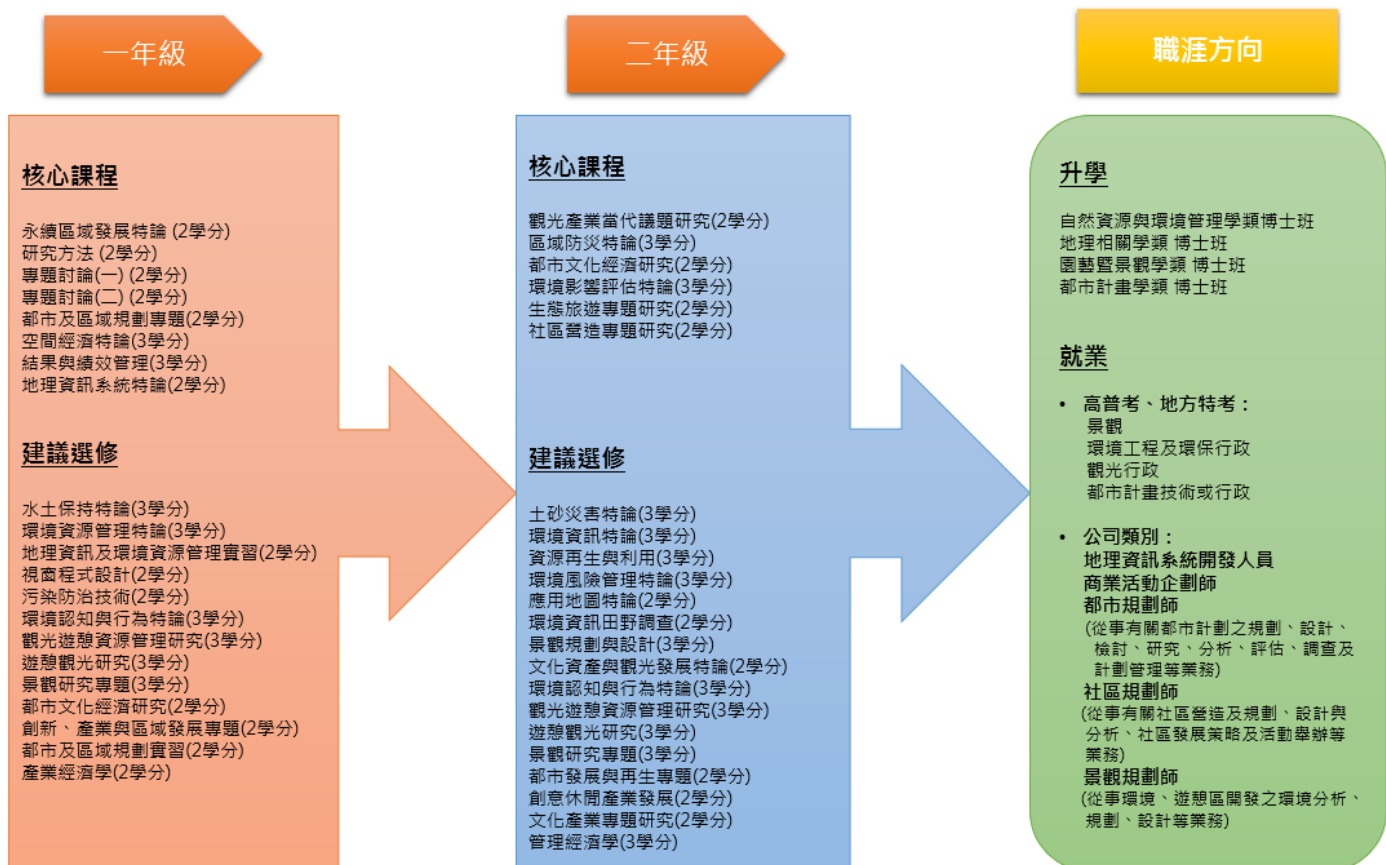 一年級
核心課程
永續區域發展特論 (2學分)
研究方法 (2學分)
專題討論(一) (2學分)
專題討論(二) (2學分)
都市及區域規劃專題(2學分)
空間經濟特論(3學分)
結果與績效管理(3學分)
地理資訊系統特論(2學分)
建議選修
水土保持特論(3學分)
環境資源管理特論(3學分)
地理資訊及環境資源管理實習(2學分)
視窗程式設計(2學分)
污染防治技術(2學分)
環境認知與行為特論(3學分)
觀光遊憩資源管理研究(3學分)
遊憩觀光研究(3學分)
景觀研究專題(3學分)
都市文化經濟研究(2學分)
創新、產業與區域發展專題(2學分)
都市及區域規劃實習(2學分)
產業經濟學(2學分)
二年級
核心課程
觀光產業當代議題研究(2學分)
區域防災特論(3學分)
都市文化經濟研究(2學分)
環境影響評估特論(3學分)
生態旅遊專題研究(2學分)
社區營造專題研究(2學分)
建議選修
土砂災害特論(3學分)
環境資訊特論(3學分)
資源再生與利用(3學分)
環境風險管理特論(3學分)
應用地圖特論(2學分)
環境資訊田野調查(2學分)
景觀規劃與設計(3學分)
文化資產與觀光發展特論(2學分)
環境認知與行為特論(3學分)
觀光遊憩資源管理研究(3學分)
遊憩觀光研究(3學分)
景觀研究專題(3學分)
都市發展與再生專題(2學分)
創意休閒產業發展(2學分)
文化產業專題研究(2學分)
管理經濟學(3學分)
職涯方向
升學
自然資源與環境管理學類博士班
地理相關學類 博士班
園藝暨景觀學類 博士班
都市計畫學類 博士班
就業
• 高普考、地方特考：
景觀
環境工程及環保行政
觀光行政
都市計畫技術或行政
• 公司類別：
地理資訊系統開發人員
商業活動企劃師
都市規劃師
(從事有關都市計劃之規劃、設計、
檢討、研究、分析、評估、調查及
計劃管理等業務)
社區規劃師
(從事有關社區營造及規劃、設計與
分析、社區發展策略及活動舉辦等
業務)
景觀規劃師
(從事環境、遊憩區開發之環境分析、
規劃、設計等業務)